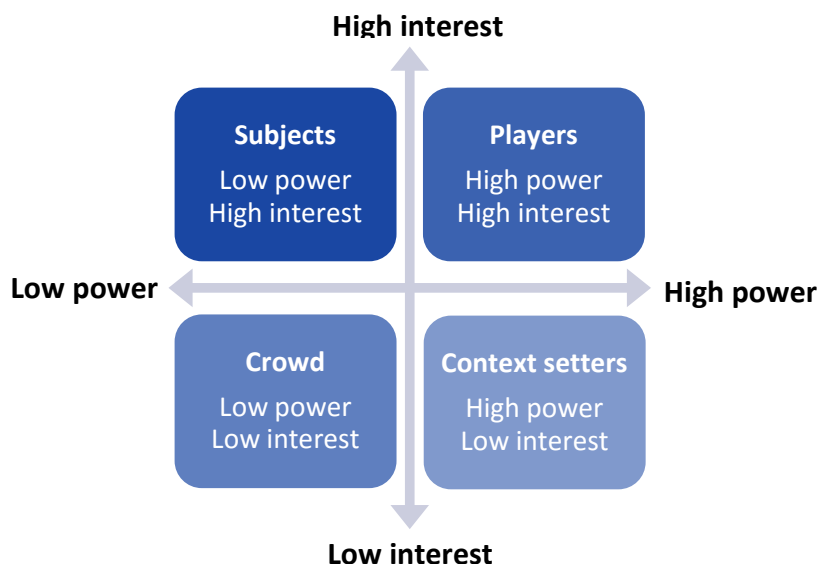 High interest
Subjects
Low power
High interest
Players
High power
High interest
Low power
High power
Crowd
Low power
Low interest
Context setters
High power
Low interest
Low interest